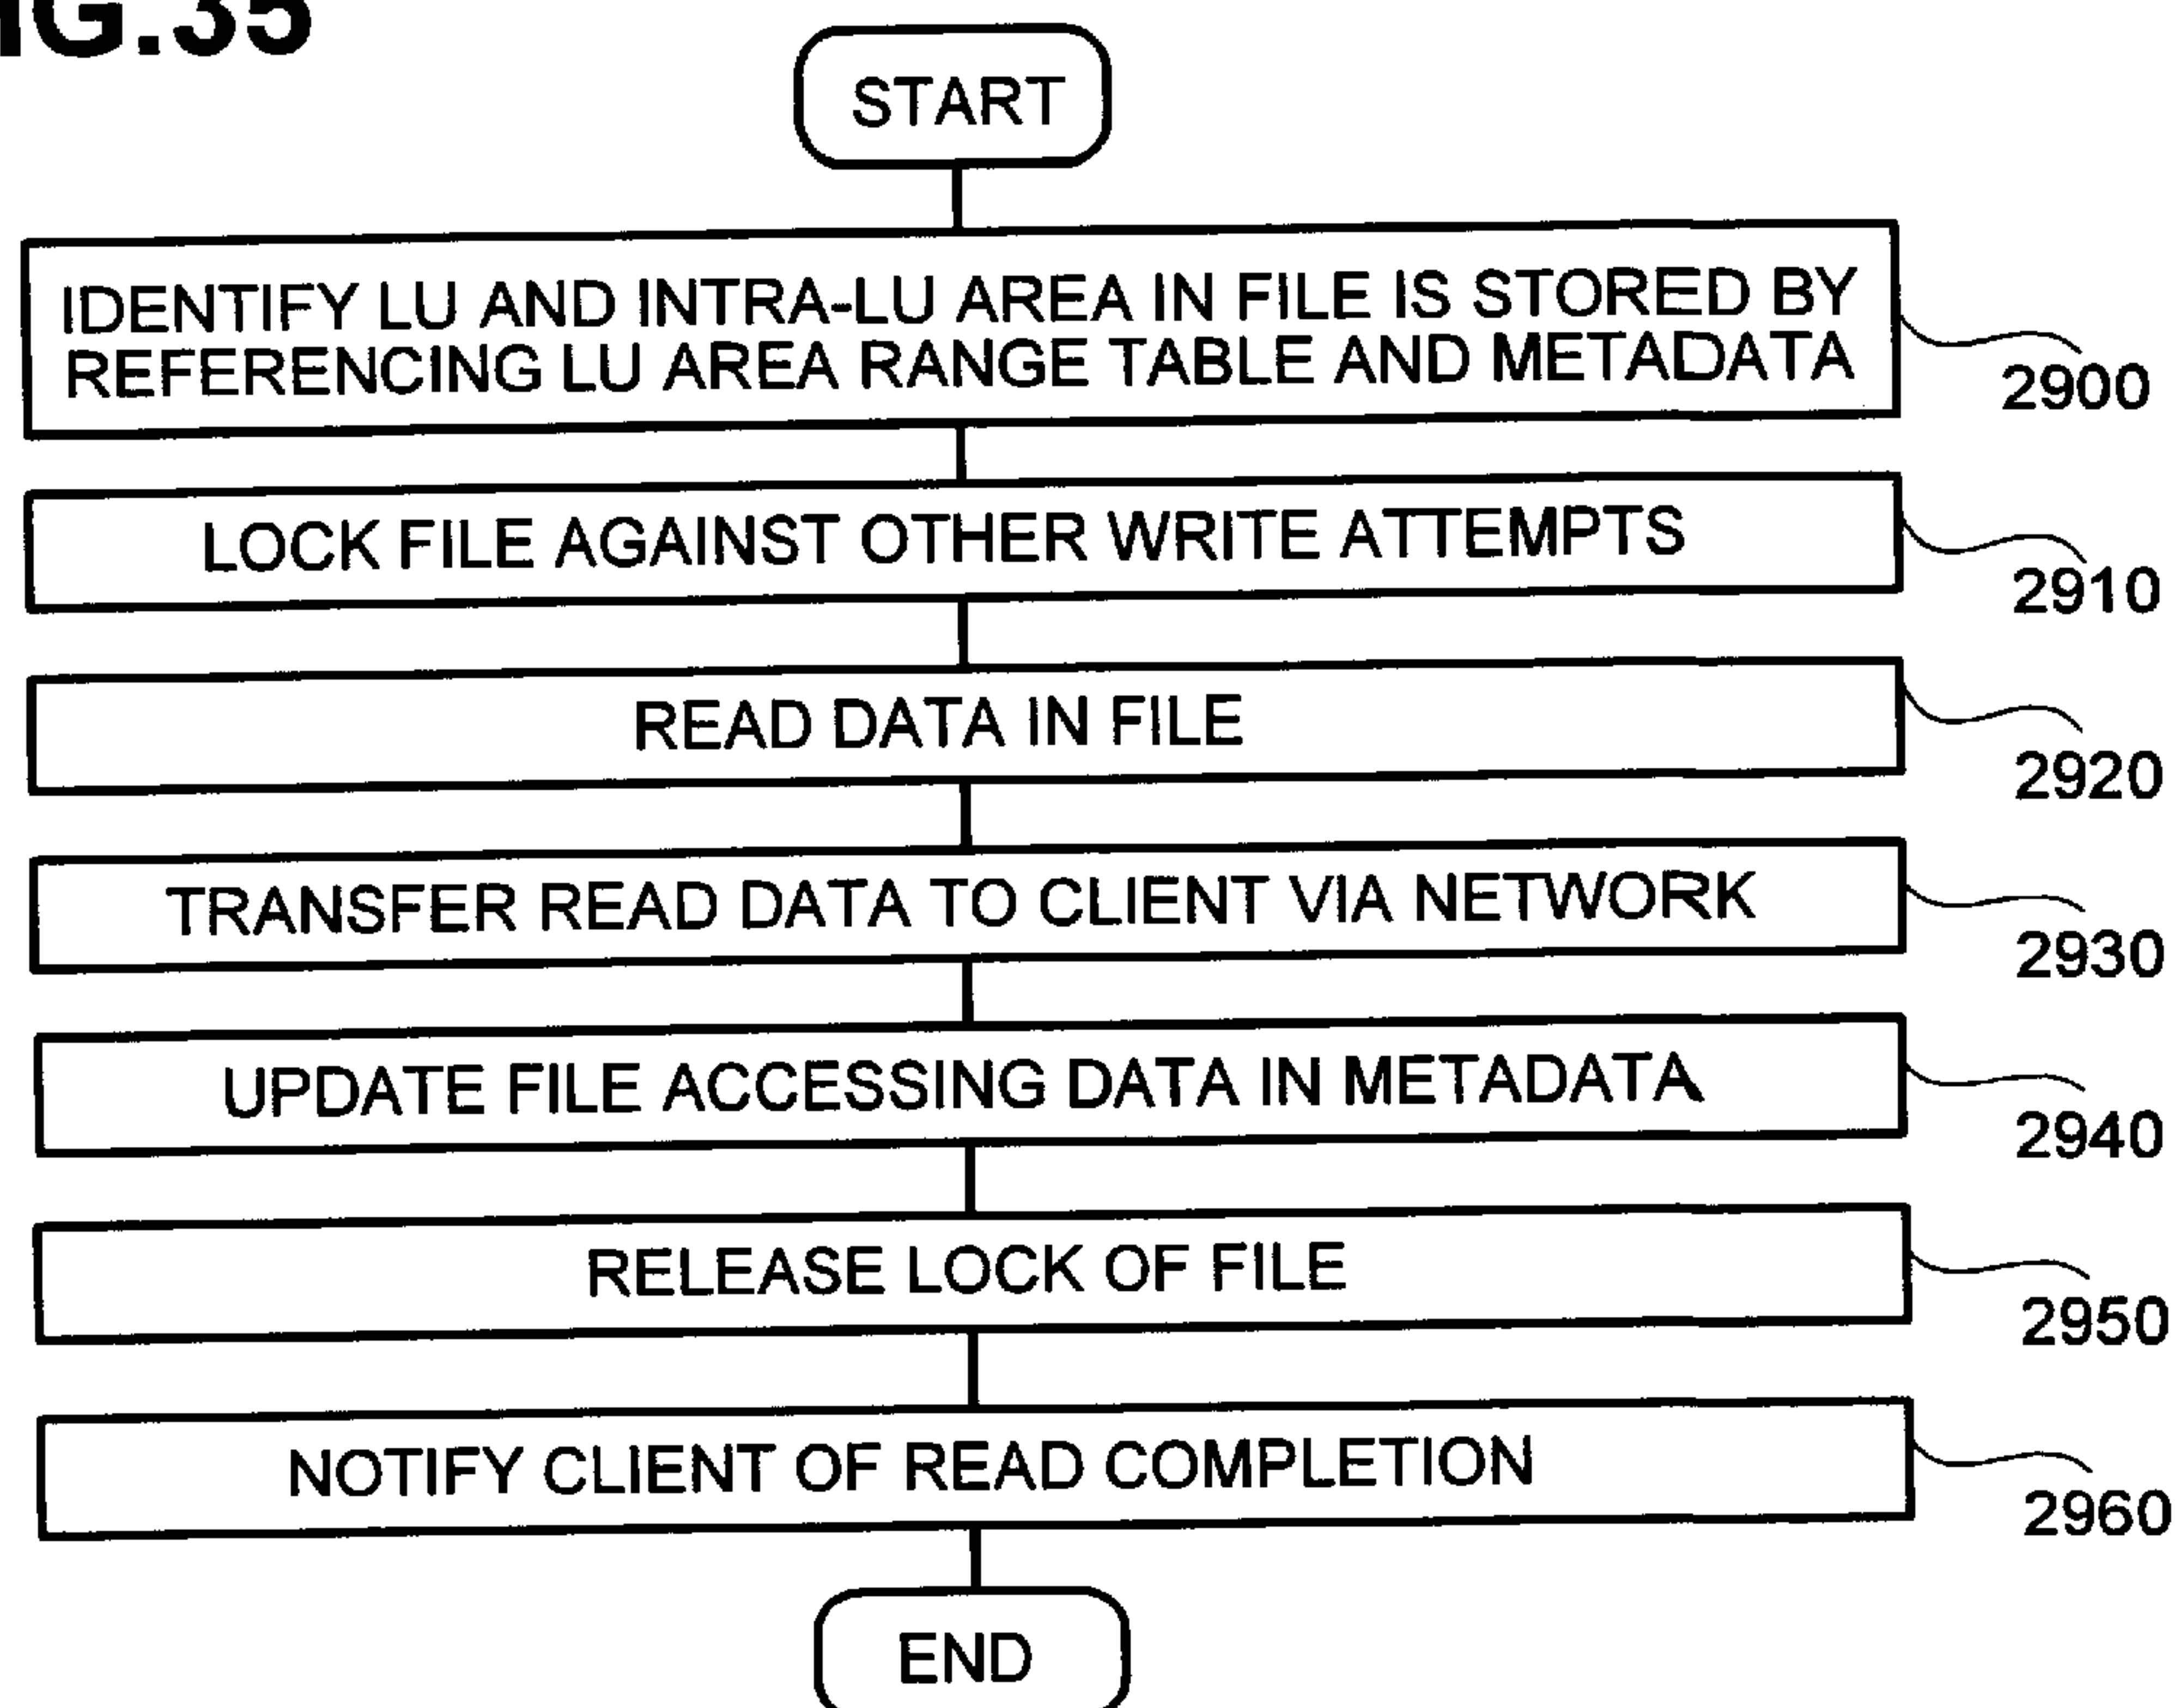 IG.35
START
IDENTIFY LU AND INTRA-LU AREA IN FILE IS STORED BY
REFERENCING LU AREA RANGE TABLE AND METADATA
2900
LOCK FILE AGAINST OTHER WRITE ATTEMPTS
2910
READ DATA IN FILE
2920
TRANSFER READ DATA TO CLIENT VIA NETWORK
2930
UPDATE FILE ACCESSING DATA IN METADATA
2940
RELEASE LOCK OF FILE
2950
NOTIFY CLIENT OF READ COMPLETION
2960
END